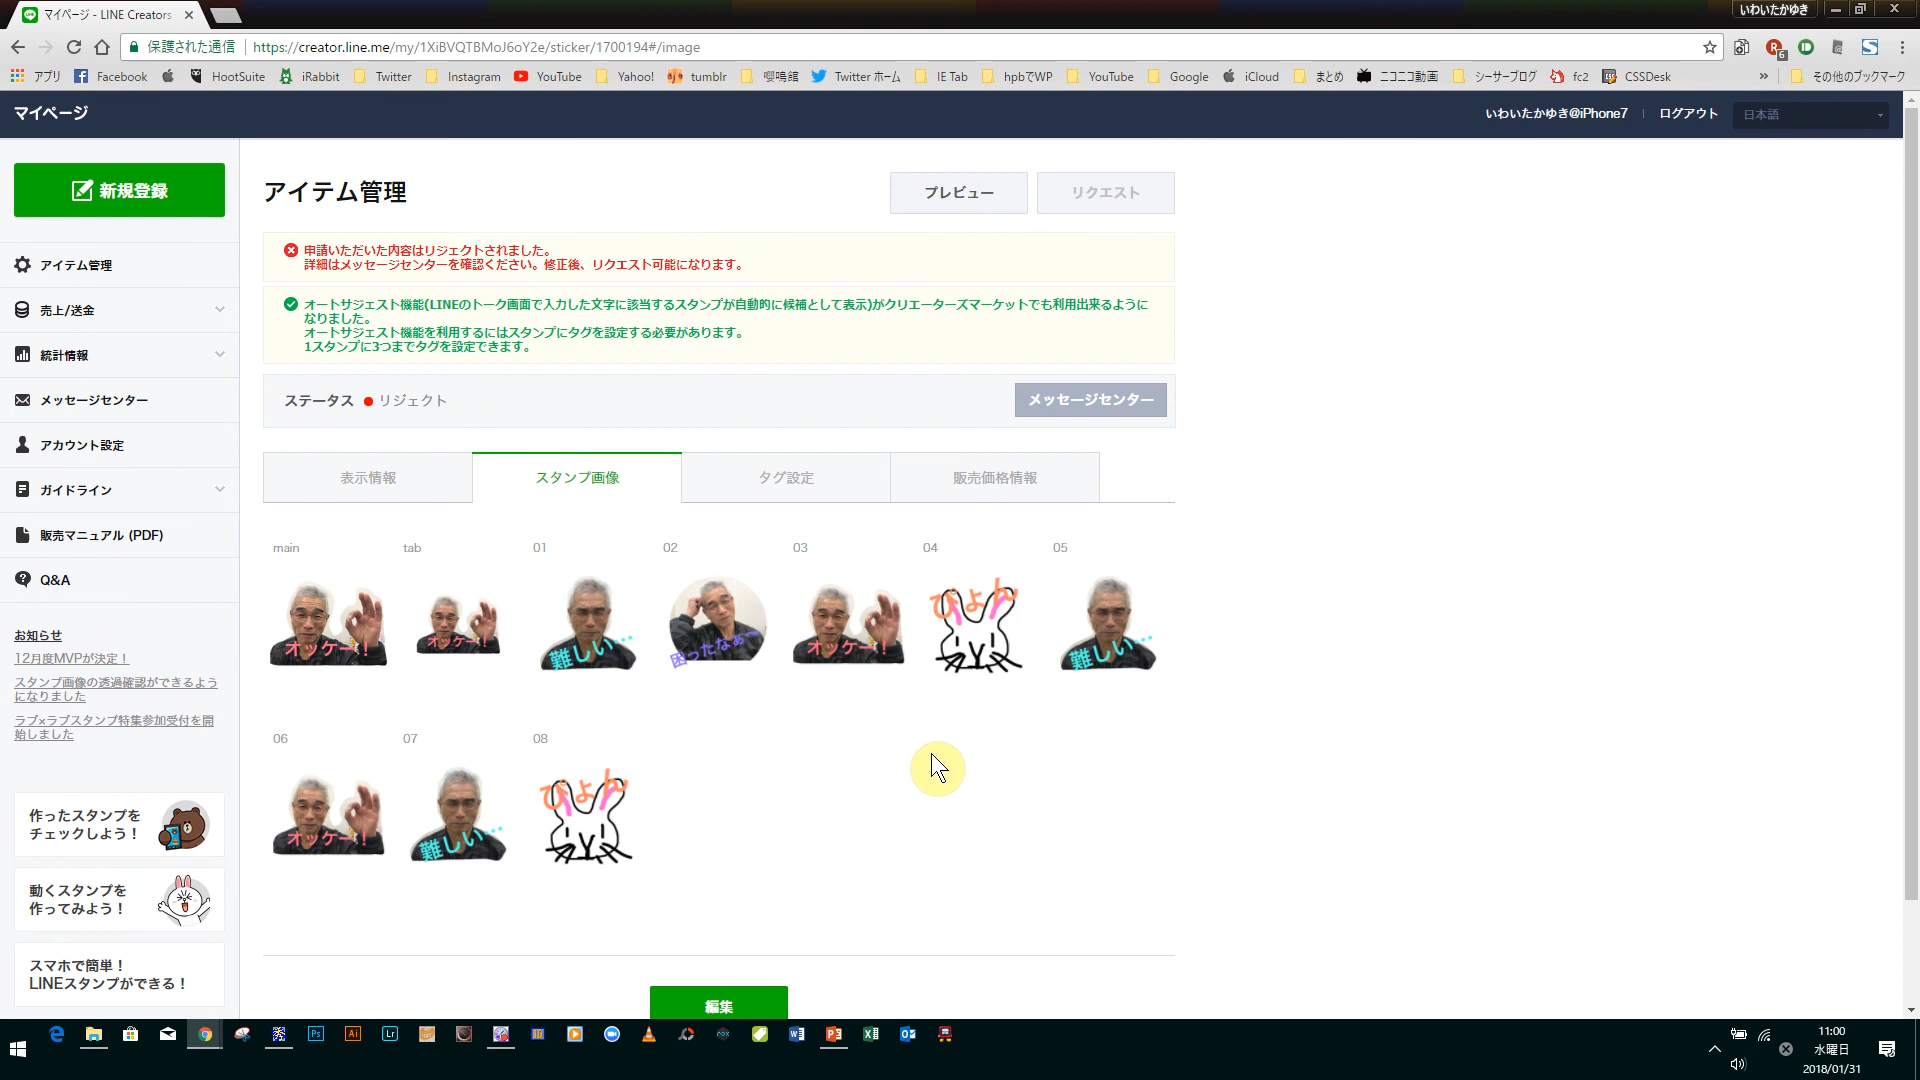 マイページ - LINE Creators
いわいたかゆき
保護された通信
https://creator.line.me/my/1XiBVQTBMoJ6oY2e/sticker/1700194#/image
アプリ Facebook HootSuite iRabbit Twitter Instagram YouTube Yahoo! tumblr 嚶鳴館 Twitter ホーム IE Tab hpbでWP YouTube Google iCloud まとめ ニコニコ動画 シーサーブログ fc2 CSSDesk » その他のブックマーク
マイページ
いわいたかゆき@iPhone7 ログアウト 日本語
新規登録
アイテム管理
売上/送金
統計情報
メッセージセンター
アカウント設定
ガイドライン
販売マニュアル (PDF)
Q&A
お知らせ
12月度MVPが決定！
スタンプ画像の透過確認ができるよう
になりました
ラブ×ラブスタンプ特集参加受付を開
始しました
作ったスタンプを
チェックしよう！
動くスタンプを
作ってみよう！
スマホで簡単！
LINEスタンプができる！
アイテム管理
プレビュー
リクエスト
申請いただいた内容はリジェクトされました。
詳細はメッセージセンターを確認ください。修正後、リクエスト可能になります。
オートサジェスト機能(LINEのトーク画面で入力した文字に該当するスタンプが自動的に候補として表示)がクリエーターズマーケットでも利用出来るように
なりました。
オートサジェスト機能を利用するにはスタンプにタグを設定する必要があります。
1スタンプに3つまでタグを設定できます。
ステータス リジェクト
メッセージセンター
表示情報 スタンプ画像 タグ設定 販売価格情報
main tab 01 02 03 04 05
オッケー！
オッケー！
難しい…
困ったなぁ〜
オッケー！
ぴょん
難しい…
06 07 08
オッケー！
難しい…
ぴょん
編集
Ps Ai Lr
11:00
水曜日
2018/01/31